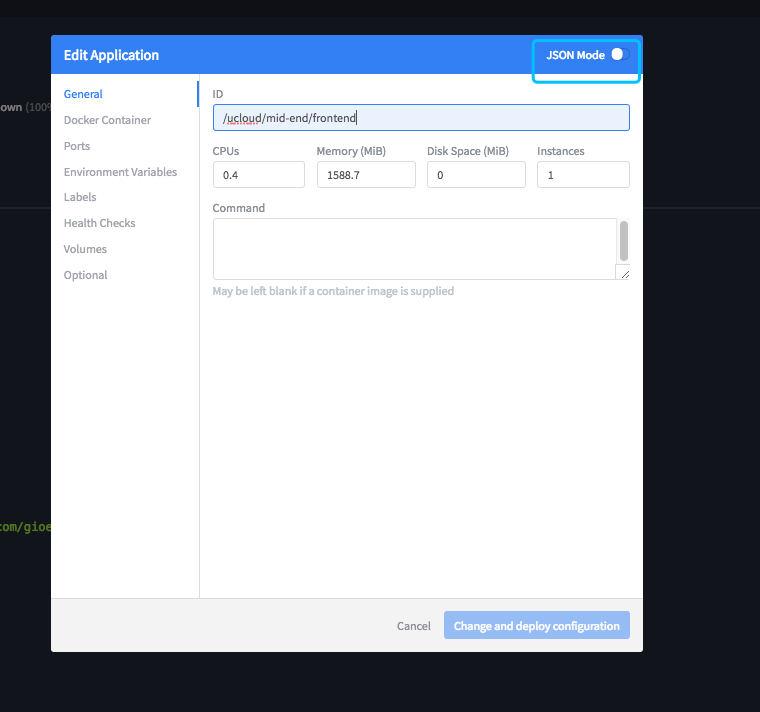 Edit Application
JSON Mode
own (100%
General
Docker Container
Ports
Environment Variables
Labels
Health Checks
Volumes
Optional
ID
/ucloud/mid-end/frontend
CPUs Memory (MiB) Disk Space (MiB) Instances
0.4 1588.7 0 1
Command
May be left blank if a container image is supplied
com/gioe
Cancel Change and deploy configuration